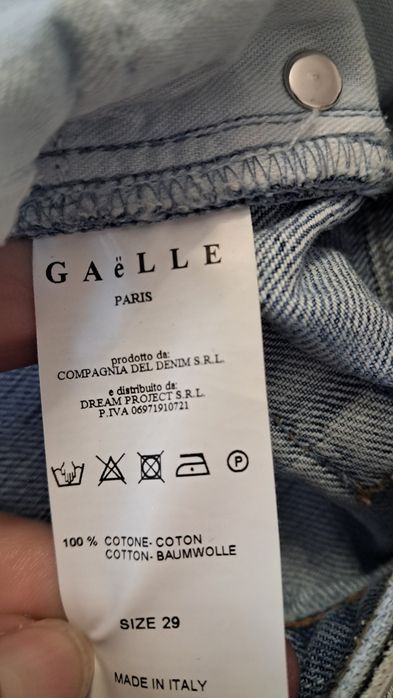 GAëLLE
PARIS
prodotto da:
COMPAGNIA DEL DENIM S.R.L.
e distribuito da:
DREAM PROJECT S.R.L.
P.IVA 06971910721
P
100 % COTONE- COTON
COTTON- BAUMWOLLE
SIZE 29
MADE IN ITALY